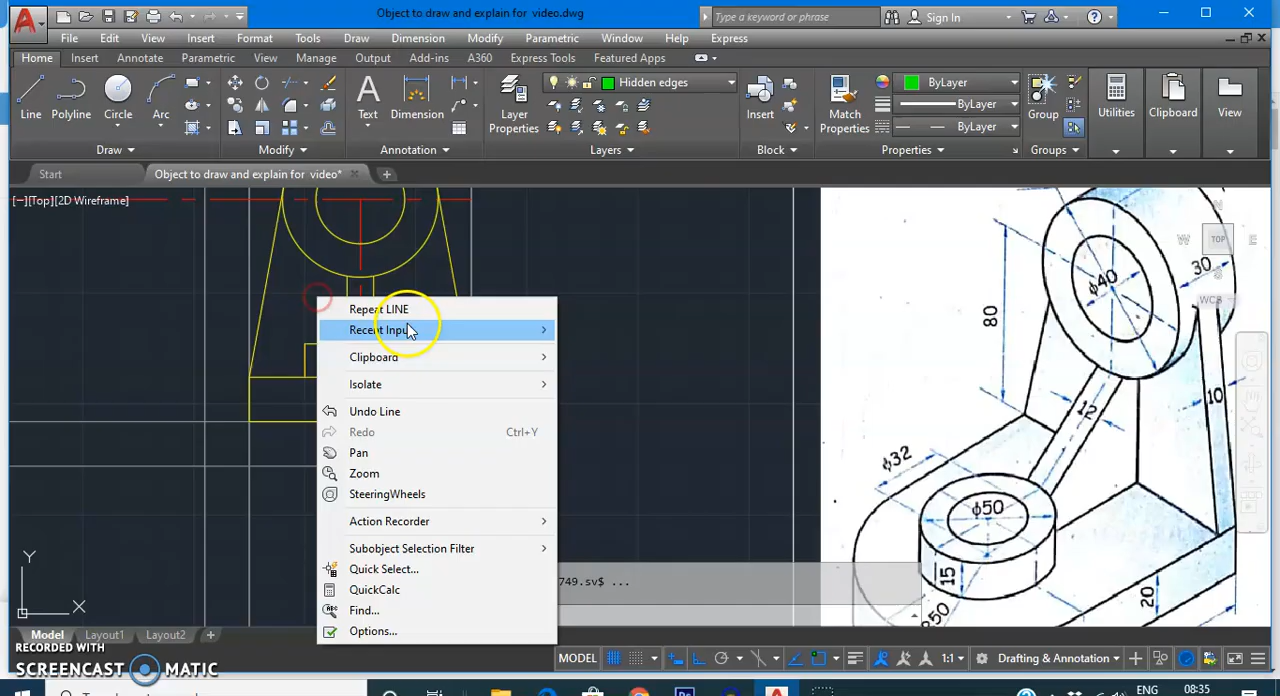 Object to draw and explain for video.dwg
Type a keyword or phrase
Sign In
File Edit View Insert Format Tools Draw Dimension Modify Parametric Window Help Express
Home Insert Annotate Parametric View Manage Output Add-ins A360 Express Tools Featured Apps
Hidden edges
ByLayer
ByLayer
ByLayer
Line Polyline Circle Arc Text Dimension Layer Properties Insert Match Properties Group Utilities Clipboard View
Draw Modify Annotation Layers Block Properties Groups
Start Object to draw and explain for video*
[−][Top][2D Wireframe]
N
W TOP E
S
WCS
Repeat LINE
Recent Input
Clipboard
Isolate
Undo Line
Redo Ctrl+Y
Pan
Zoom
SteeringWheels
Action Recorder
Subobject Selection Filter
Quick Select...
QuickCalc
Find...
Options...
ϕ40
30
80
12
10
ϕ32
ϕ50
15
20
749.sv$ ...
Y
X
Model Layout1 Layout2
RECORDED WITH
SCREENCAST MATIC
MODEL 1:1 Drafting & Annotation
ENG 08:35